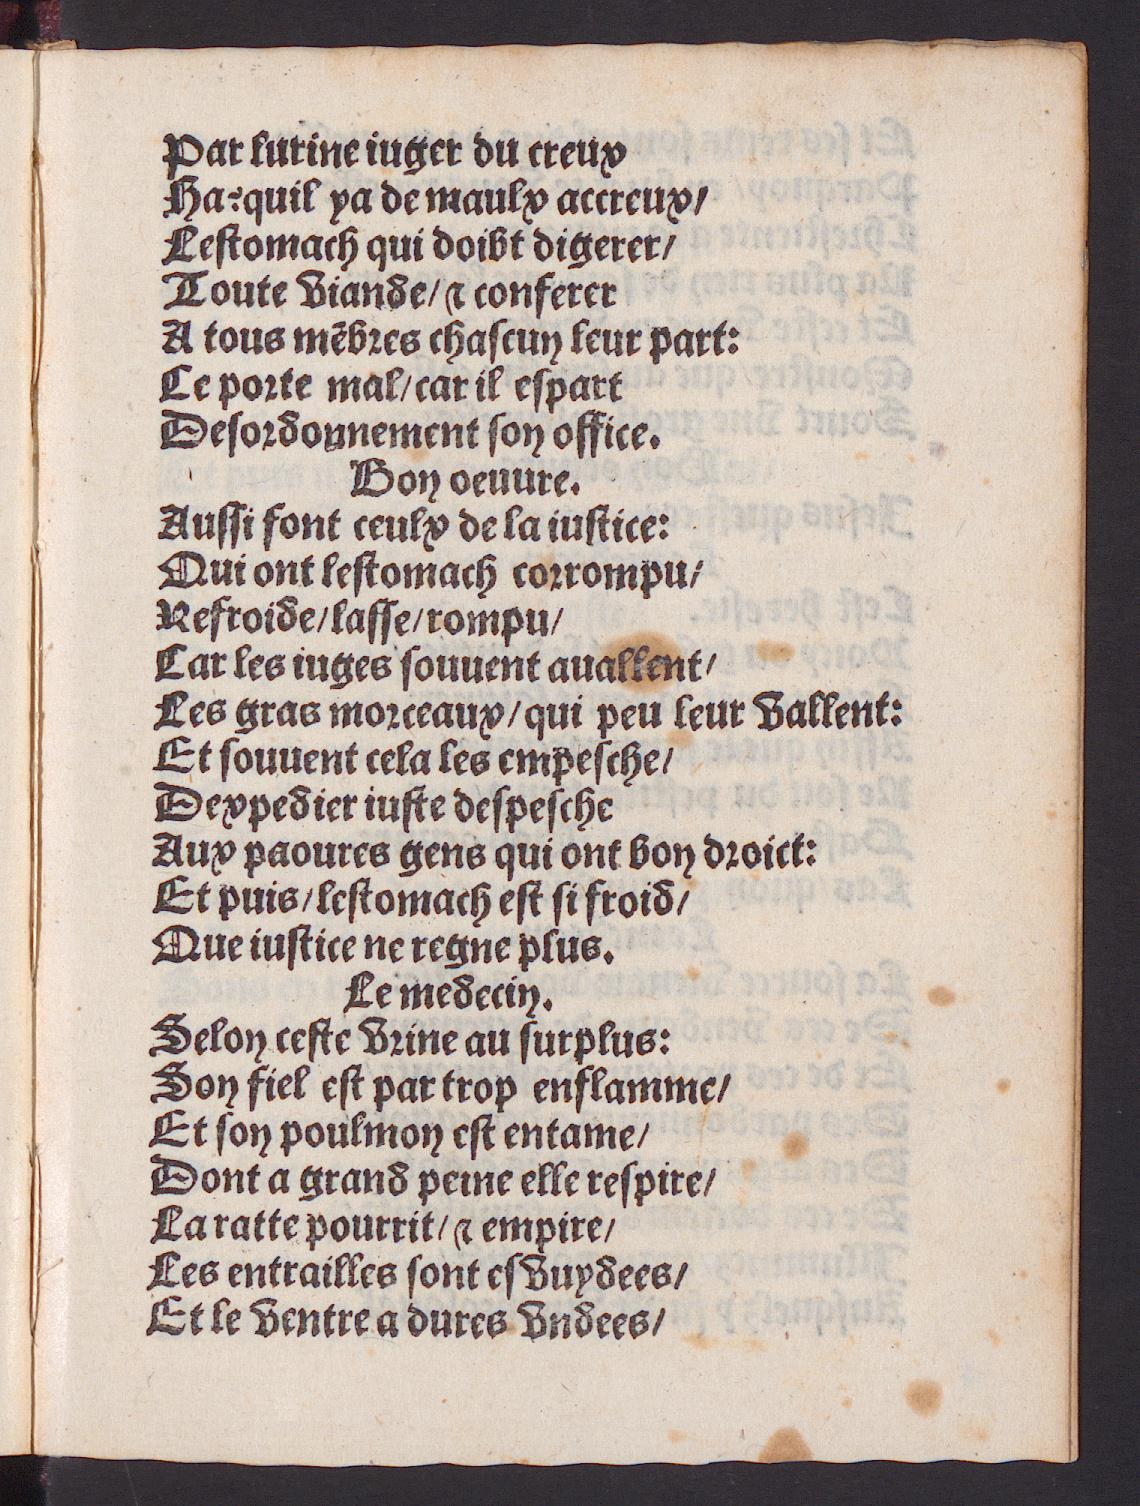 Par lurine iuger du creux
Ha: quil ya de maulx accreux/
Lestomach qui doibt digerer/
Toute viande/ ⁊ conferer
A tous mẽbres chascun leur part:
Ce porte mal/ car il espart
Desordonnement son office.
Bon oeuure.
Aussi font ceulx de la iustice:
Qui ont lestomach corrompu/
Refroide/ lasse/ rompu/
Car les iuges souuent auallent/
Les gras morceaux/ qui peu leur vallent:
Et souuent cela les empesche/
Dexpedier iuste despesche
Aux paoures gens qui ont bon droict:
Et puis/ lestomach est si froid/
Que iustice ne regne plus.
Le medecin.
Selon ceste vrine au surplus:
Son fiel est par trop enflamme/
Et son poulmon est entame/
Dont a grand peine elle respire/
La ratte pourrit/ ⁊ empire/
Les entrailles sont esvuydees/
Et le ventre a dures vndees/